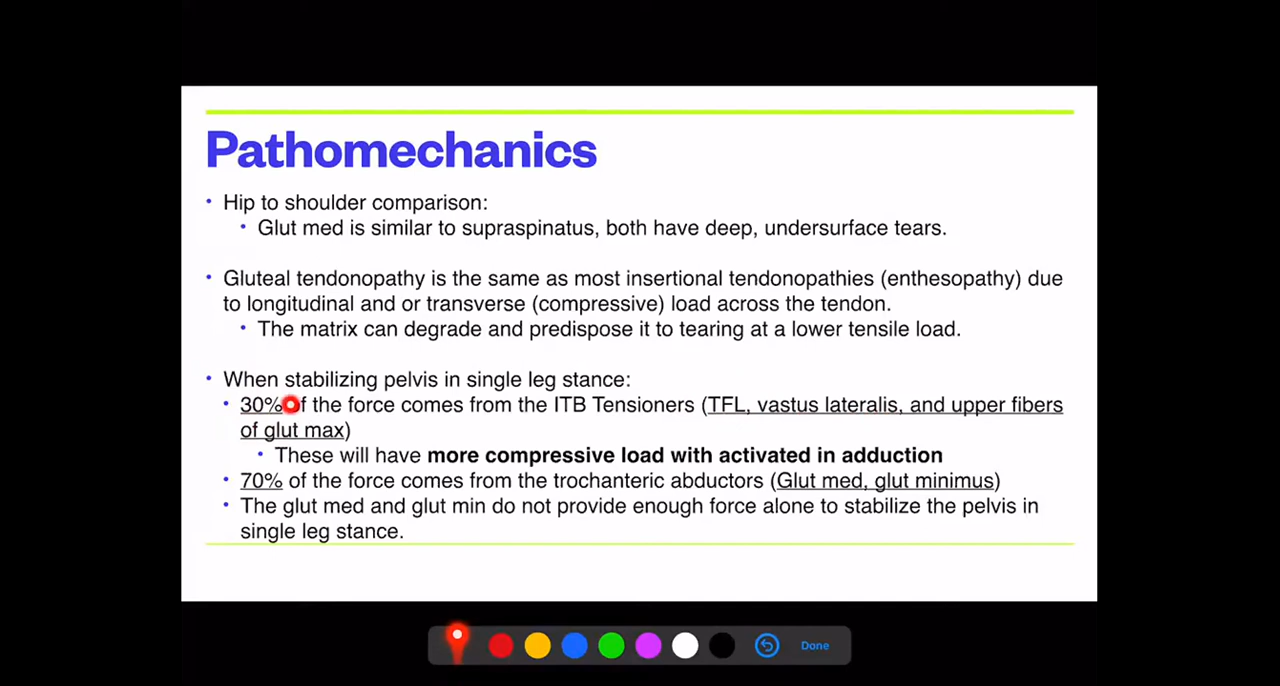 Pathomechanics
• Hip to shoulder comparison:
• Glut med is similar to supraspinatus, both have deep, undersurface tears.
• Gluteal tendonopathy is the same as most insertional tendonopathies (enthesopathy) due
to longitudinal and or transverse (compressive) load across the tendon.
• The matrix can degrade and predispose it to tearing at a lower tensile load.
• When stabilizing pelvis in single leg stance:
• 30% of the force comes from the ITB Tensioners (TFL, vastus lateralis, and upper fibers
of glut max)
• These will have more compressive load with activated in adduction
• 70% of the force comes from the trochanteric abductors (Glut med, glut minimus)
• The glut med and glut min do not provide enough force alone to stabilize the pelvis in
single leg stance.
Done